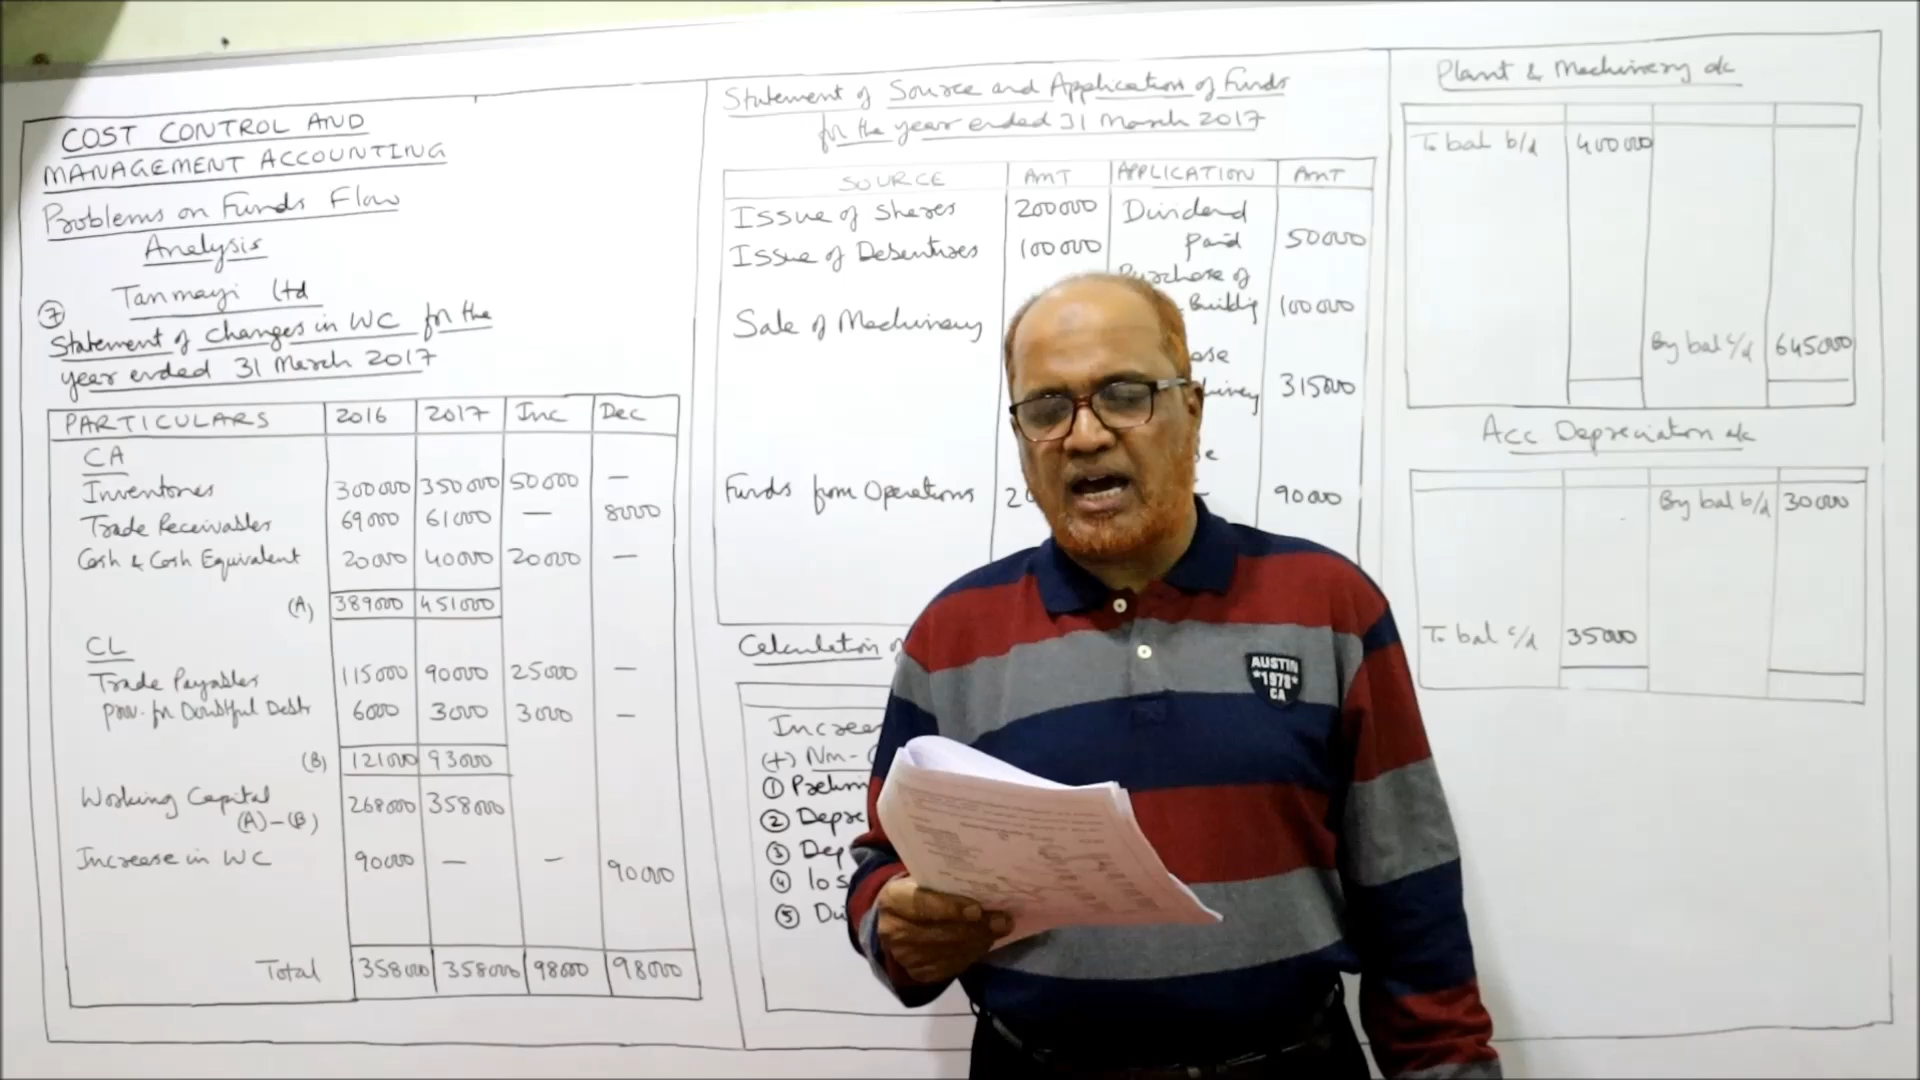 COST CONTROL AND
MANAGEMENT ACCOUNTING
Problems on Funds Flow
Analysis
Tanmayi Ltd
7
Statement of changes in WC for the
year ended 31 March 2017
PARTICULARS 2016 2017 Inc Dec
CA
Inventories 300000 350000 50000 —
Trade Receivables 69000 61000 — 8000
Cash & Cash Equivalent 20000 40000 20000 —
(A) 389000 451000
CL
Trade Payables 115000 90000 25000 —
Prov. for Doubtful Debts 6000 3000 3000 —
(B) 121000 93000
Working Capital 268000 358000
(A)-(B)
Increase in WC 90000 — — 90000
Total 358000 358000 98000 98000
Statement of Source and Application of Funds
for the year ended 31 March 2017
SOURCE AMT APPLICATION AMT
Issue of Shares 200000 Dividend
paid 50000
Issue of Debentures 100000
Purchase of
Building 100000
Sale of Machinery
315000
Funds from Operations 90000
Calculation
(+)
1
2
3
4
5
Plant & Machinery a/c
To bal b/d 400000
By bal c/d 645000
Acc Depreciation a/c
By bal b/d 30000
To bal c/d 35000
AUSTIN
*1978*
CA